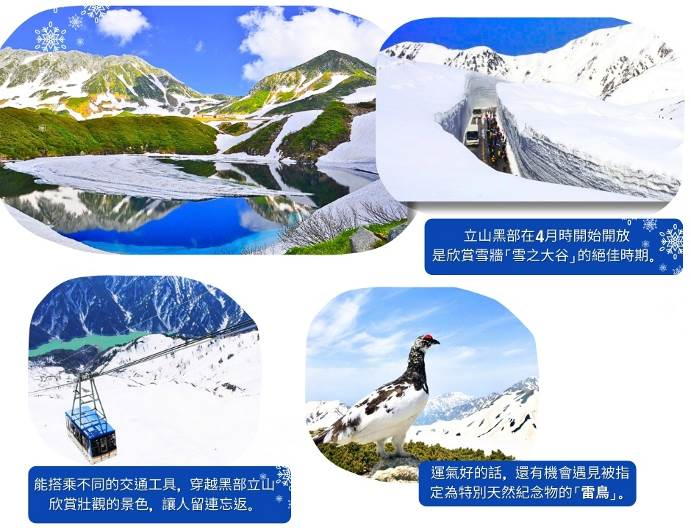 立山黑部在4月時開始開放
是欣賞雪牆「雪之大谷」的絕佳時期。
能搭乘不同的交通工具，穿越黑部立山
欣賞壯觀的景色，讓人留連忘返。
運氣好的話，還有機會遇見被指
定為特別天然紀念物的「雷鳥」。